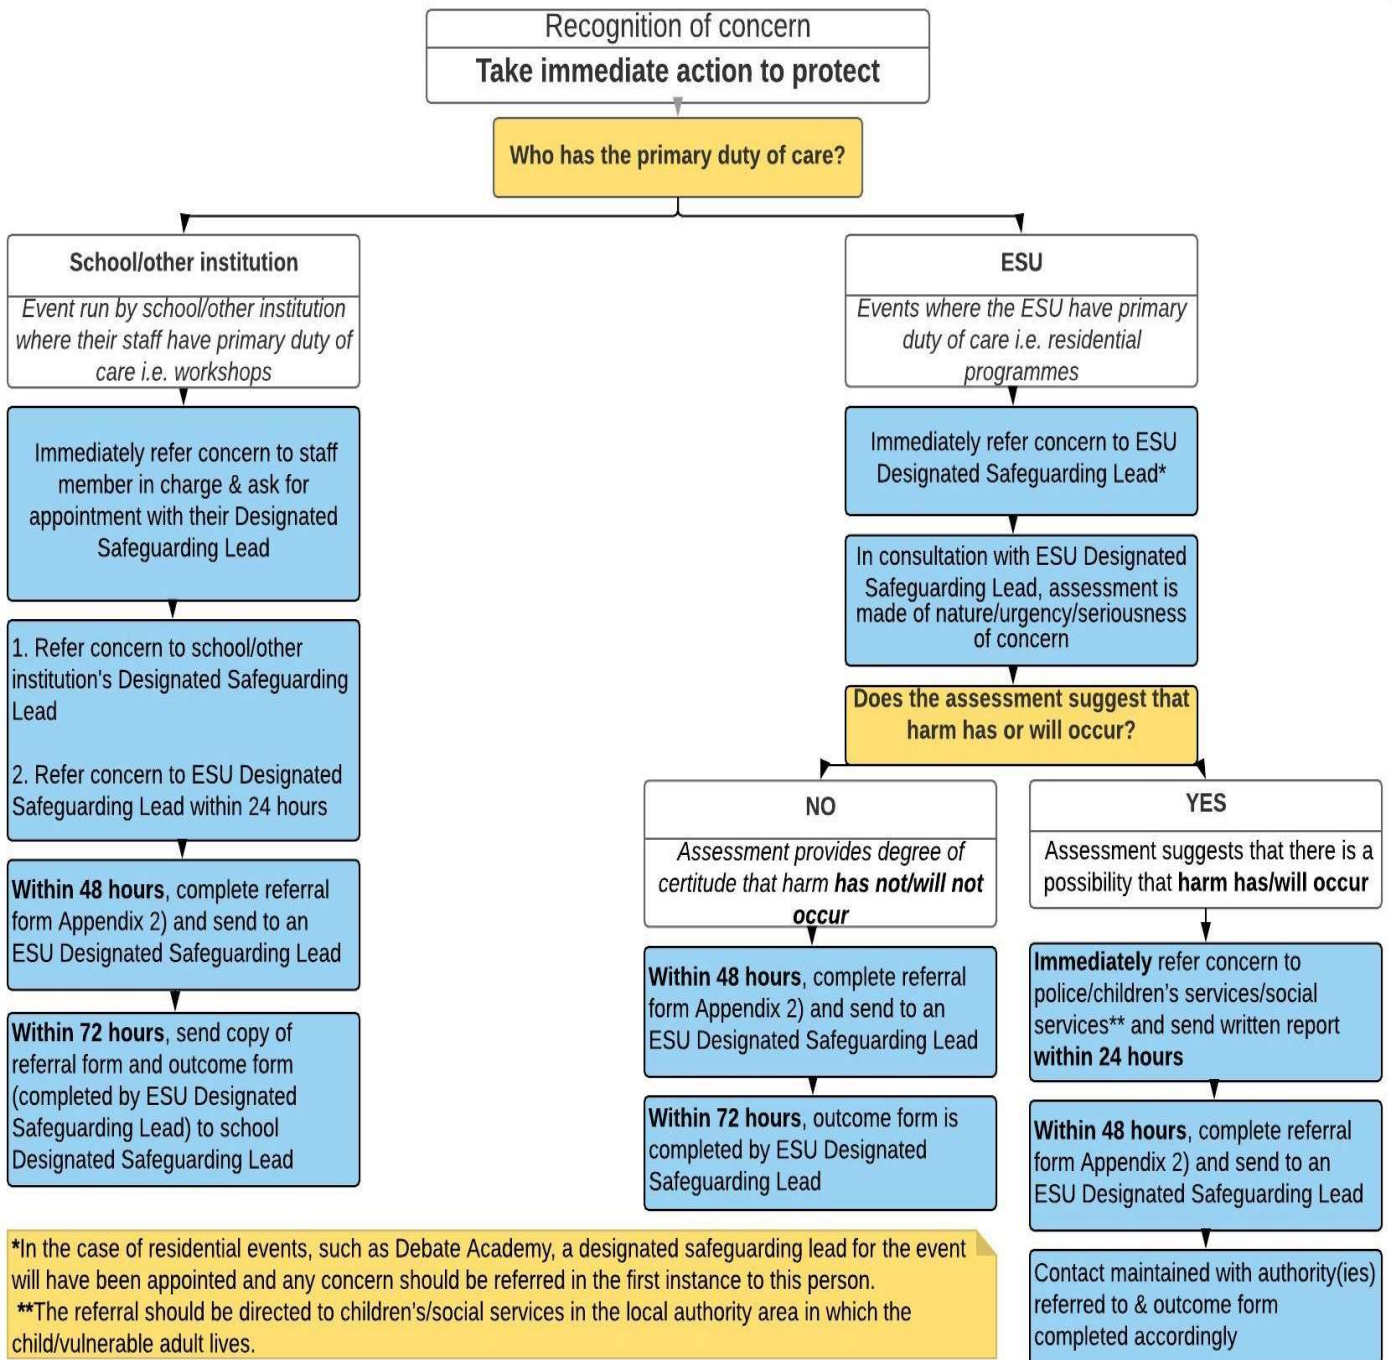 Recognition of concern
Take immediate action to protect
Who has the primary duty of care?
School/other institution
Event run by school/other institution
where their staff have primary duty of
care i.e. workshops
Immediately refer concern to staff
member in charge & ask for
appointment with their Designated
Safeguarding Lead
1. Refer concern to school/other
institution's Designated Safeguarding
Lead
2. Refer concern to ESU Designated
Safeguarding Lead within 24 hours
Within 48 hours, complete referral
form Appendix 2) and send to an
ESU Designated Safeguarding Lead
Within 72 hours, send copy of
referral form and outcome form
(completed by ESU Designated
Safeguarding Lead) to school
Designated Safeguarding Lead
ESU
Events where the ESU have primary
duty of care i.e. residential
programmes
Immediately refer concern to ESU
Designated Safeguarding Lead*
In consultation with ESU Designated
Safeguarding Lead, assessment is
made of nature/urgency/seriousness
of concern
Does the assessment suggest that
harm has or will occur?
NO
Assessment provides degree of
certitude that harm has not/will not
occur
Within 48 hours, complete referral
form Appendix 2) and send to an
ESU Designated Safeguarding Lead
Within 72 hours, outcome form is
completed by ESU Designated
Safeguarding Lead
YES
Assessment suggests that there is a
possibility that harm has/will occur
Immediately refer concern to
police/children's services/social
services** and send written report
within 24 hours
Within 48 hours, complete referral
form Appendix 2) and send to an
ESU Designated Safeguarding Lead
Contact maintained with authority(ies)
referred to & outcome form
completed accordingly
*In the case of residential events, such as Debate Academy, a designated safeguarding lead for the event
will have been appointed and any concern should be referred in the first instance to this person.
**The referral should be directed to children's/social services in the local authority area in which the
child/vulnerable adult lives.